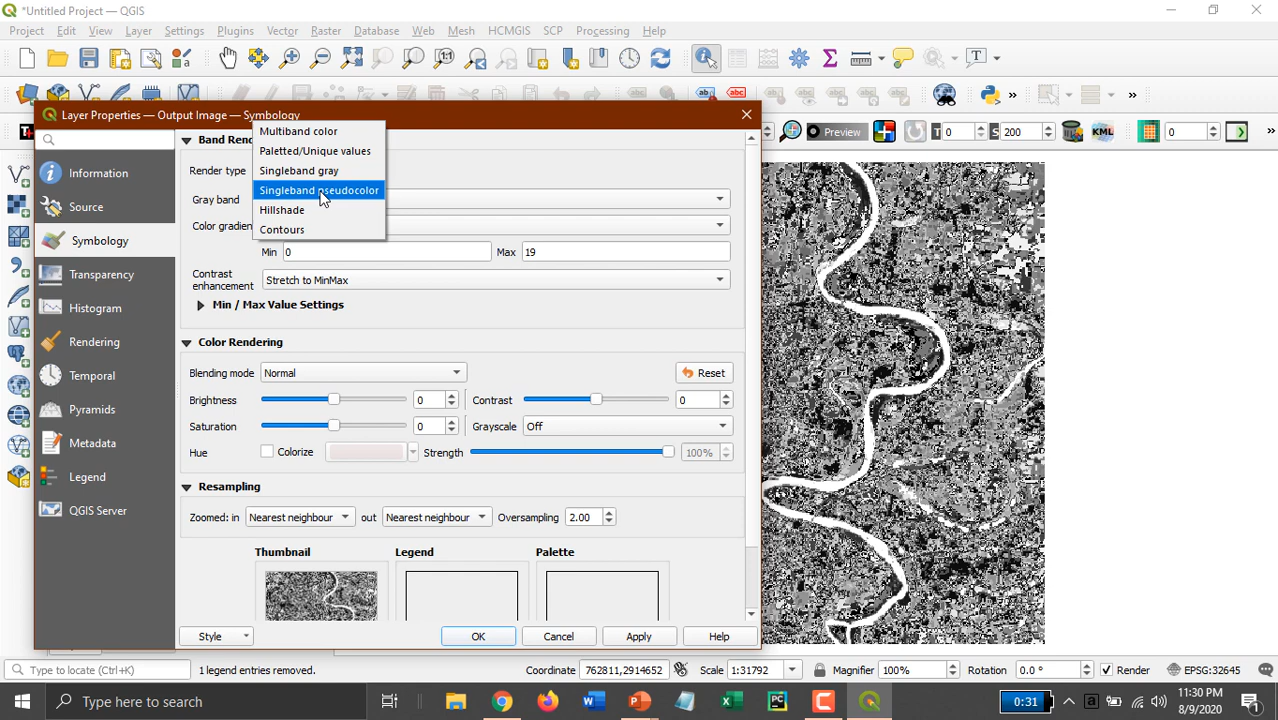 *Untitled Project — QGIS
Project Edit View Layer Settings Plugins Vector Raster Database Web Mesh HCMGIS SCP Processing Help
Layer Properties — Output Image — Symbology
Preview T 0 S 200 KML 0
Information
Source
Symbology
Transparency
Histogram
Rendering
Temporal
Pyramids
Metadata
Legend
QGIS Server
Band Ren
Render type
Multiband color
Paletted/Unique values
Singleband gray
Singleband pseudocolor
Hillshade
Contours
Gray band
Color gradien
Min 0 Max 19
Contrast enhancement Stretch to MinMax
Min / Max Value Settings
Color Rendering
Blending mode Normal Reset
Brightness 0 Contrast 0
Saturation 0 Grayscale Off
Hue Colorize Strength 100%
Resampling
Zoomed: in Nearest neighbour out Nearest neighbour Oversampling 2.00
Thumbnail Legend Palette
Style OK Cancel Apply Help
Type to locate (Ctrl+K) 1 legend entries removed. Coordinate 762811,2914652 Scale 1:31792 Magnifier 100% Rotation 0.0 ° Render EPSG:32645
Type here to search 0:31 11:30 PM
8/9/2020